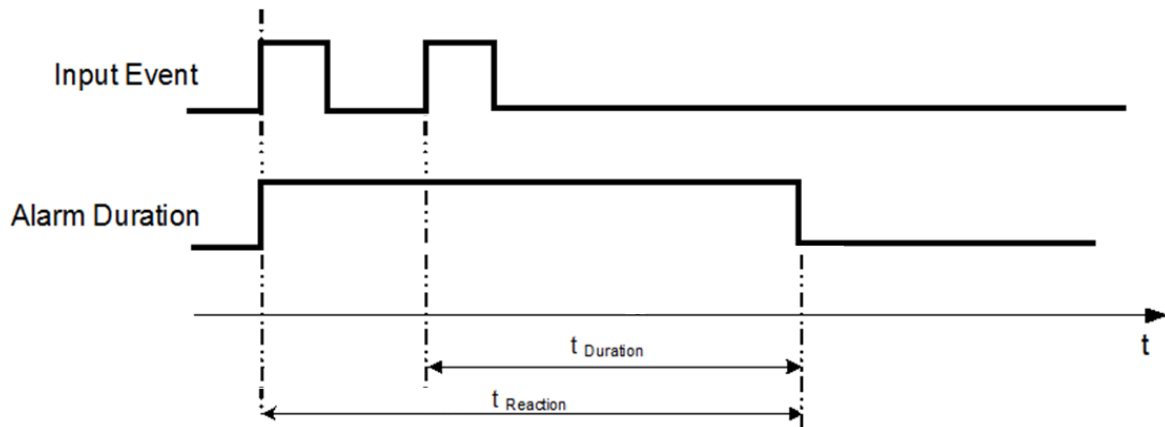 Input Event
Alarm Duration
t
t Duration
t Reaction